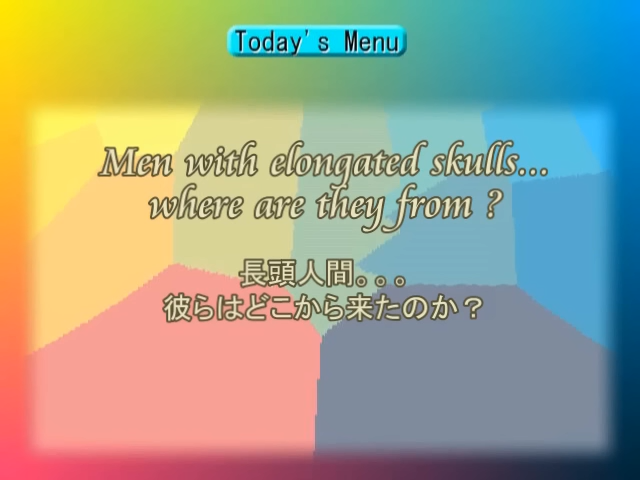 Today's Menu
Men with elongated skulls...
where are they from ?
長頭人間。。。
彼らはどこから来たのか？